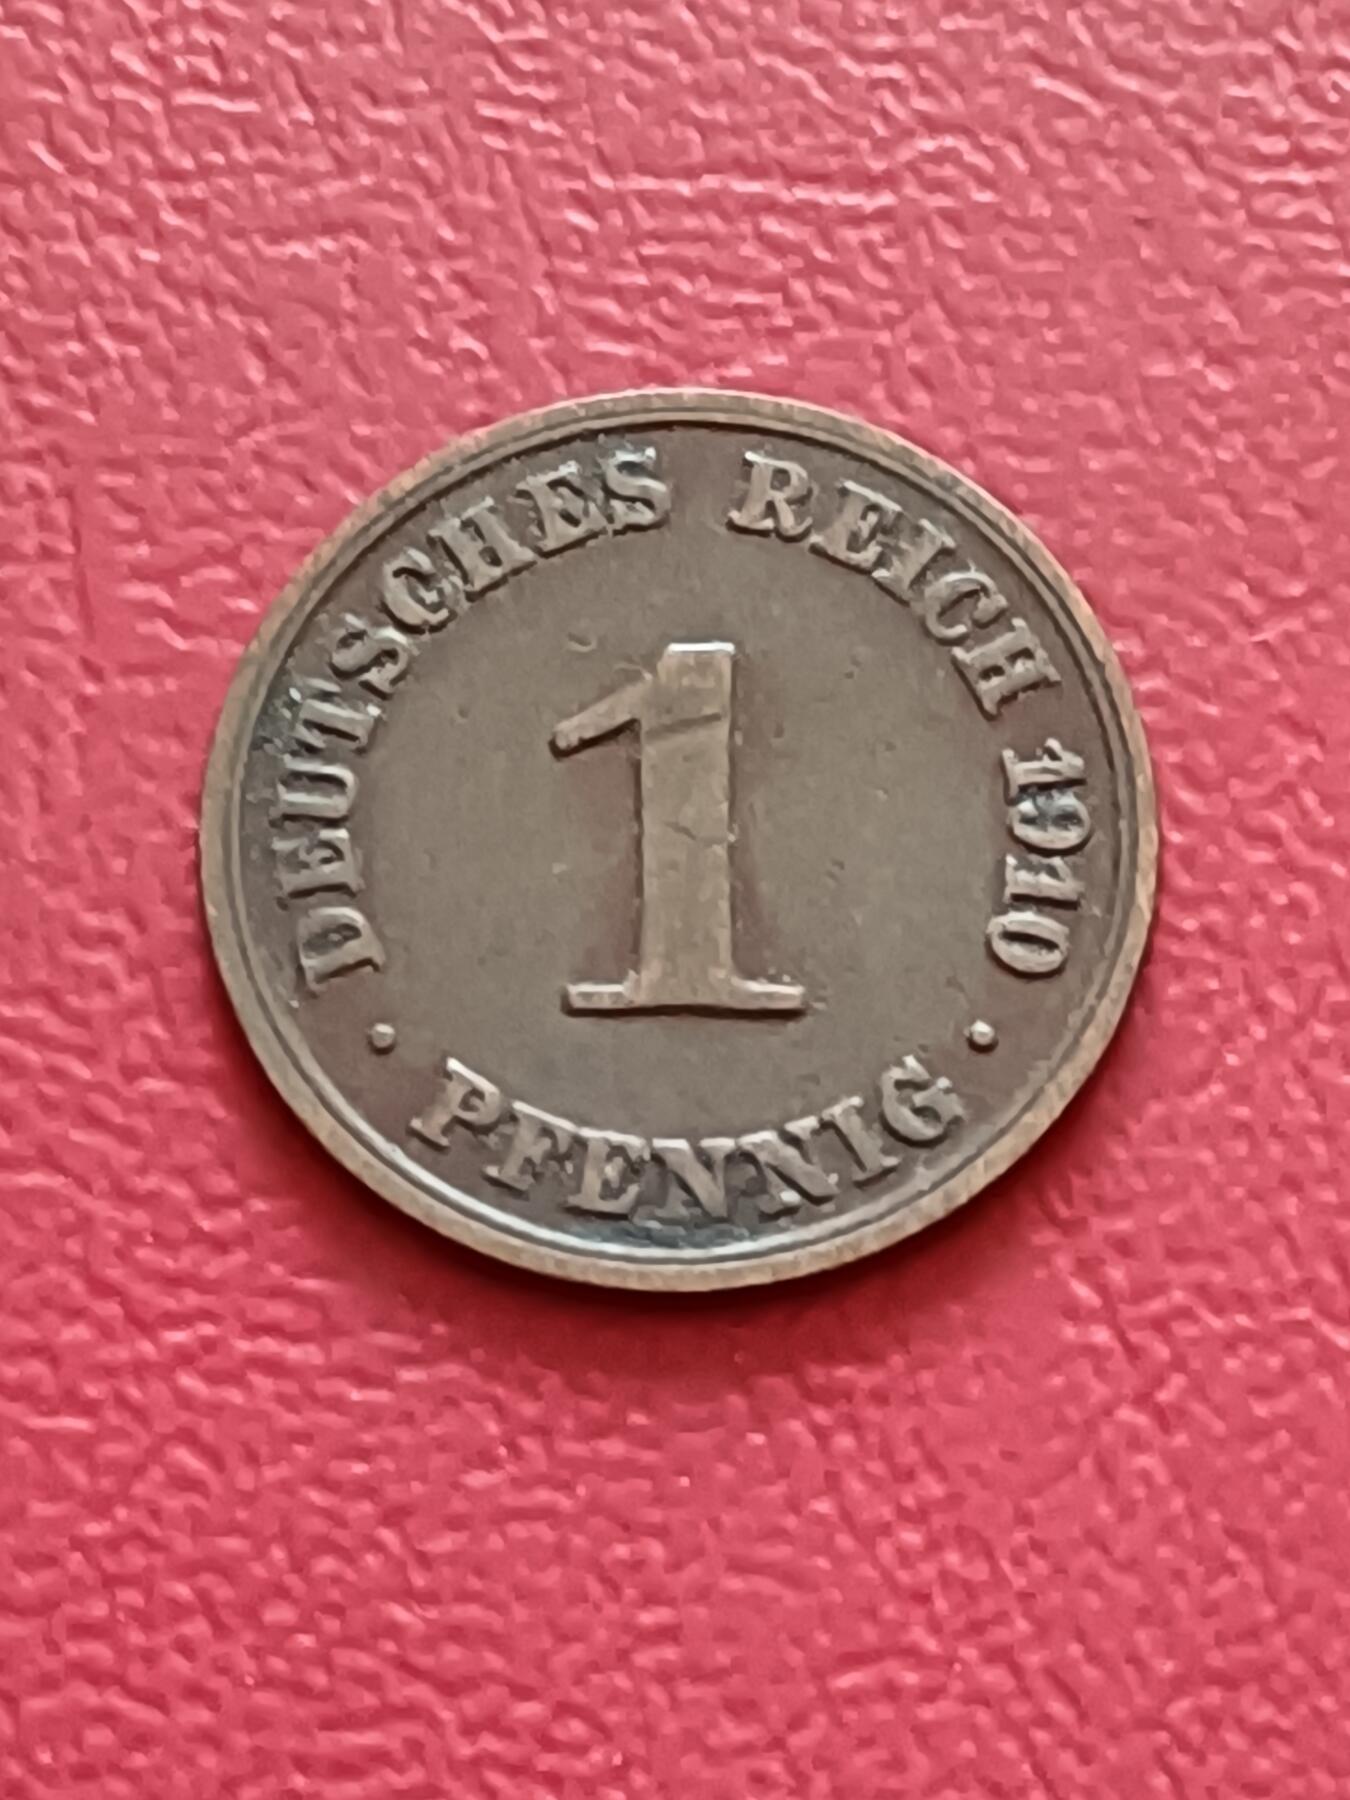 DEUTSCHES REICH 1910
1
· PFENNIG ·